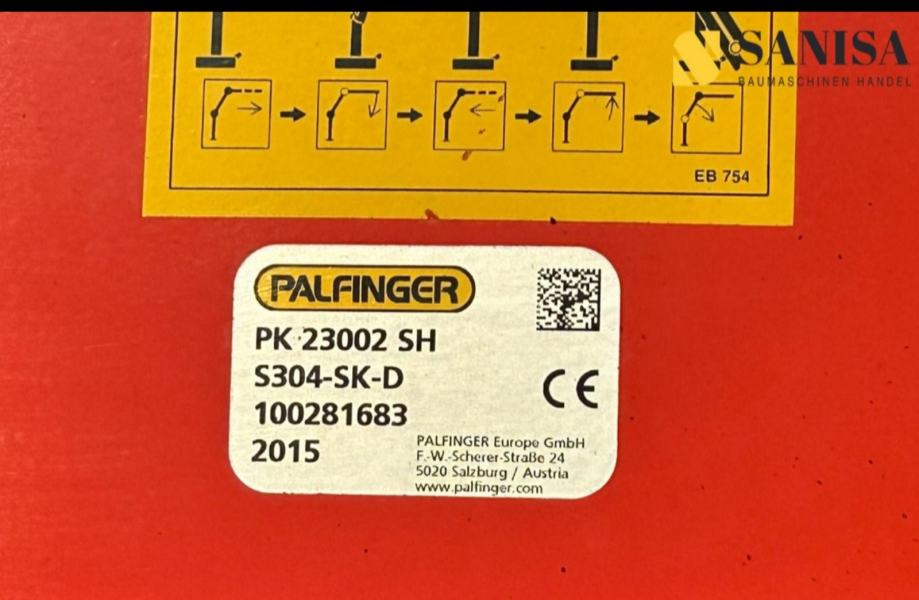 SANISA
BAUMASCHINEN HANDEL
EB 754
PALFINGER
PK 23002 SH
S304-SK-D
100281683
2015
CE
PALFINGER Europe GmbH
F.-W.-Scherer-Straße 24
5020 Salzburg / Austria
www.palfinger.com